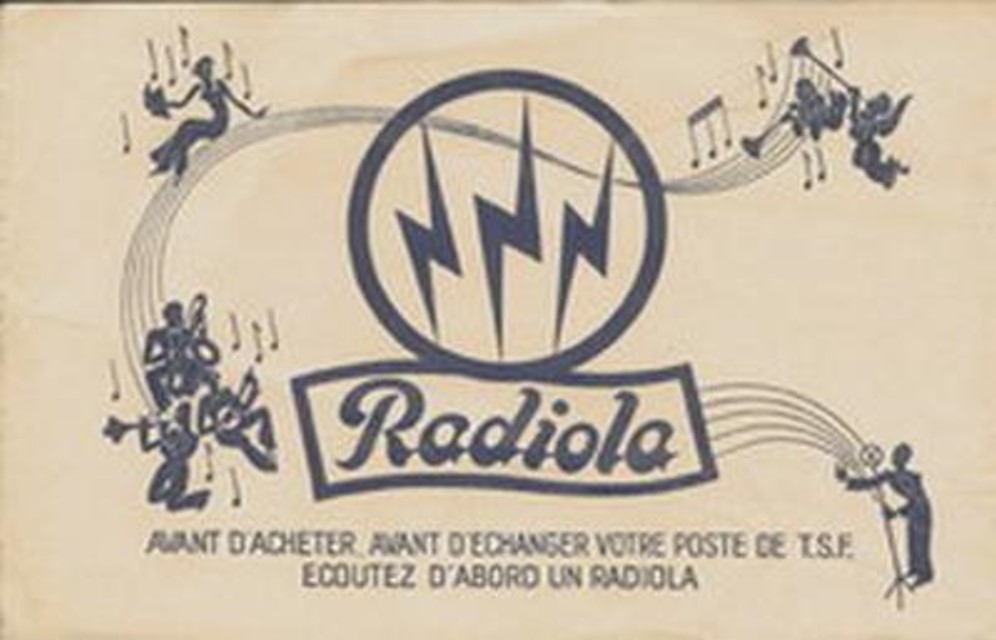 Radiola
AVANT D'ACHETER. AVANT D'ECHANGER VOTRE POSTE DE T.S.F.
ECOUTEZ D'ABORD UN RADIOLA